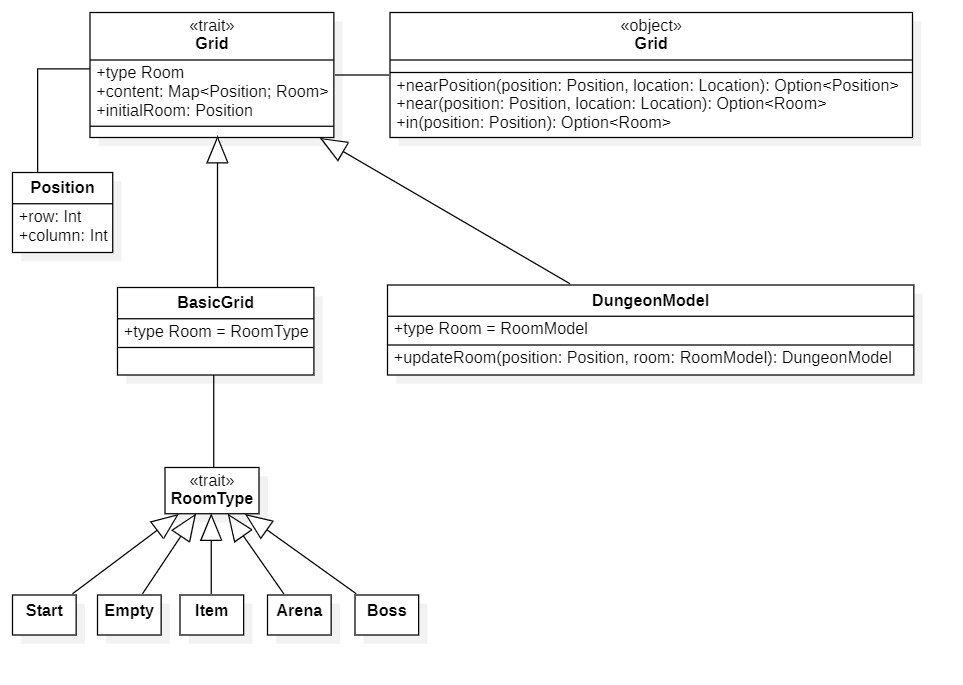 «trait»
Grid
+type Room
+content: Map<Position; Room>
+initialRoom: Position
«object»
Grid
+nearPosition(position: Position, location: Location): Option<Position>
+near(position: Position, location: Location): Option<Room>
+in(position: Position): Option<Room>
Position
+row: Int
+column: Int
BasicGrid
+type Room = RoomType
DungeonModel
+type Room = RoomModel
+updateRoom(position: Position, room: RoomModel): DungeonModel
«trait»
RoomType
Start
Empty
Item
Arena
Boss